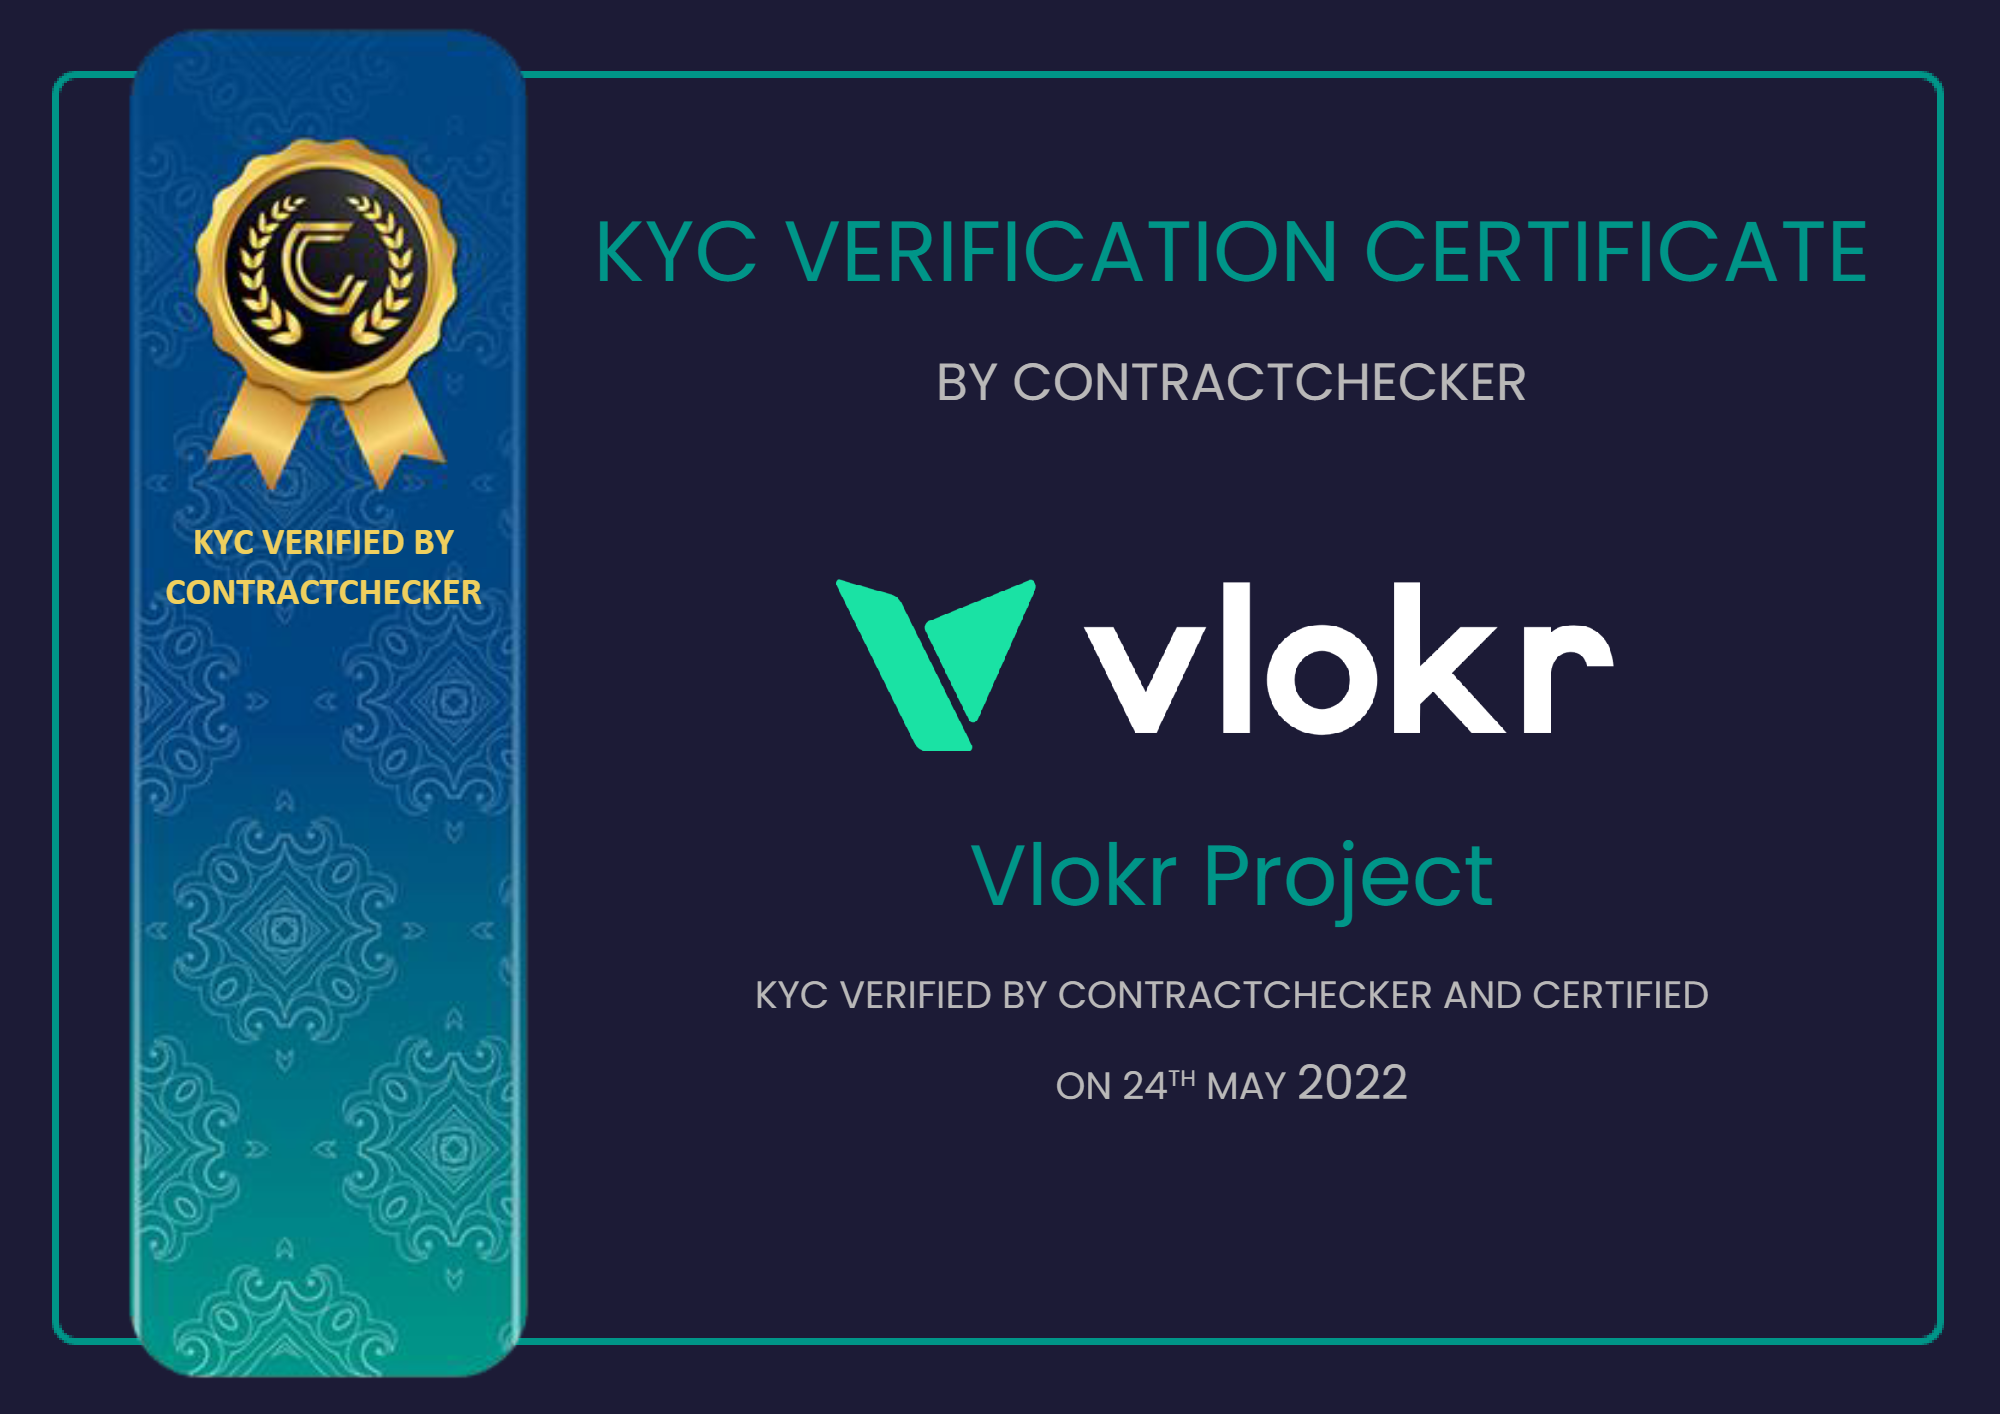 KYC VERIFIED BY
CONTRACTCHECKER
KYC VERIFICATION CERTIFICATE
BY CONTRACTCHECKER
vlokr
Vlokr Project
KYC VERIFIED BY CONTRACTCHECKER AND CERTIFIED
ON 24TH MAY 2022